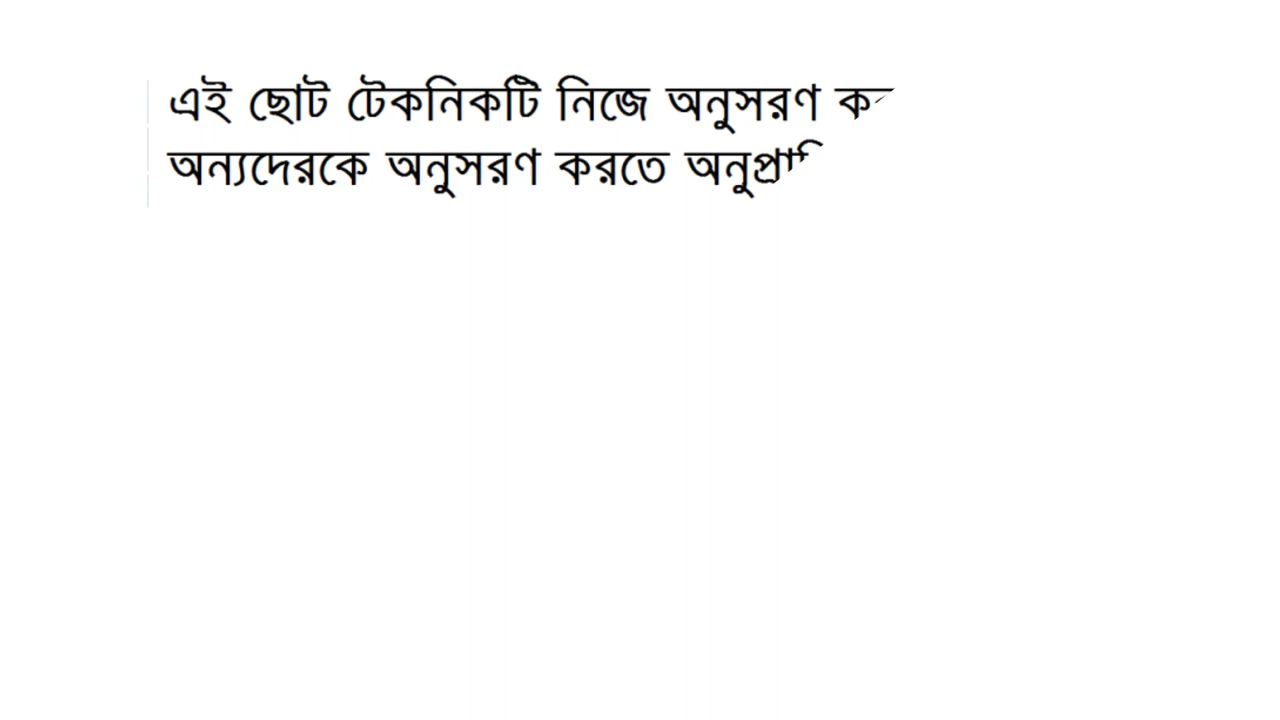 এই ছোট টেকনিকটি নিজে অনুসরণ
অন্যদেরকে অনুসরণ করতে